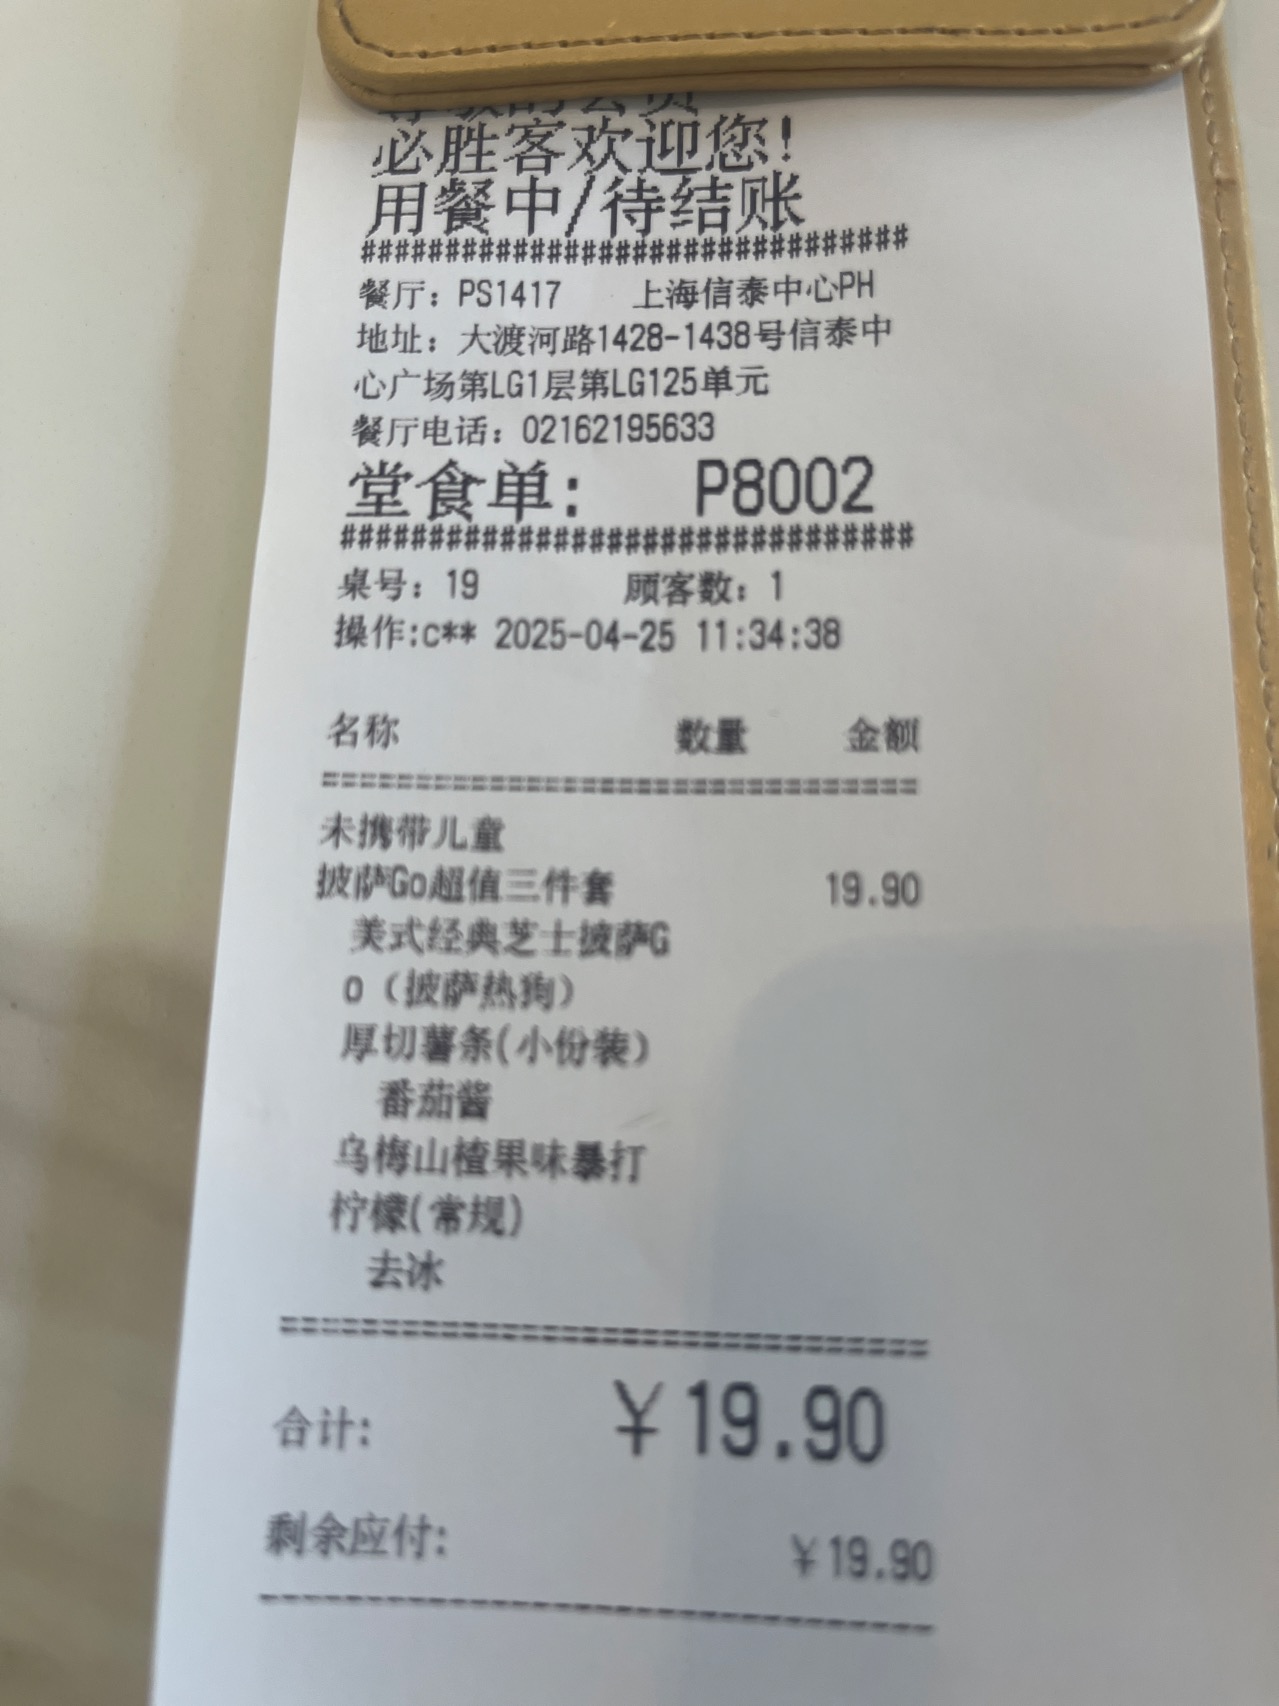 尊敬的会员
必胜客欢迎您!
用餐中/待结账
#################################
餐厅：PS1417 上海信泰中心PH
地址：大渡河路1428-1438号信泰中
心广场第LG1层第LG125单元
餐厅电话：02162195633
堂食单： P8002
#################################
桌号：19 顾客数：1
操作:c** 2025-04-25 11:34:38
名称 数量 金额
================================
未携带儿童
披萨Go超值三件套 19.90
美式经典芝士披萨G
o（披萨热狗）
厚切薯条(小份装）
番茄酱
乌梅山楂果味暴打
柠檬(常规)
去冰
================================
合计: ￥19.90
剩余应付: ￥19.90
--------------------------------